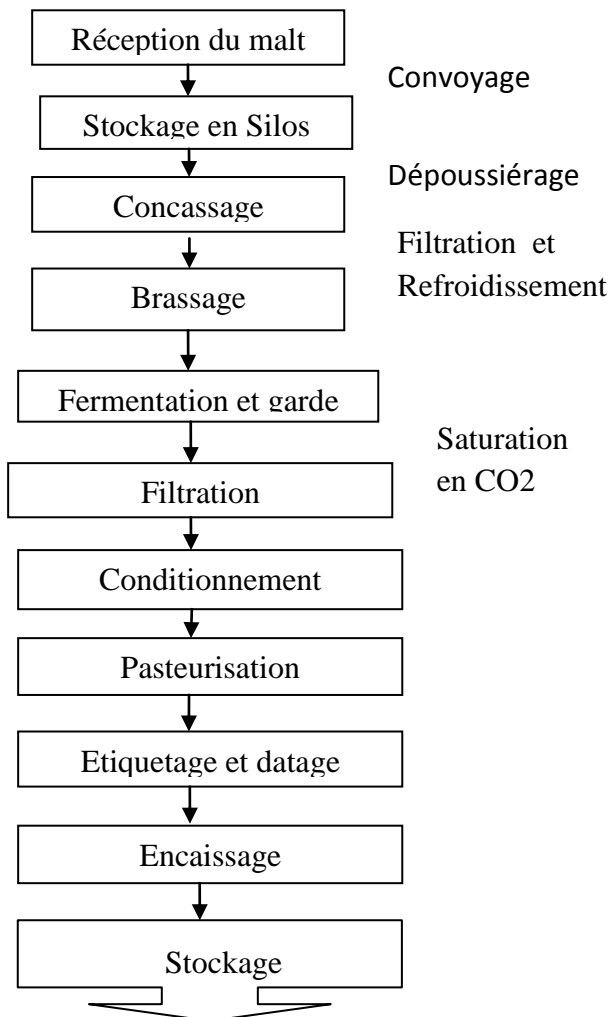 Réception du malt
Convoyage
Stockage en Silos
Dépoussiérage
Concassage
Filtration et
Refroidissement
Brassage
Fermentation et garde
Saturation
en CO2
Filtration
Conditionnement
Pasteurisation
Etiquetage et datage
Encaissage
Stockage